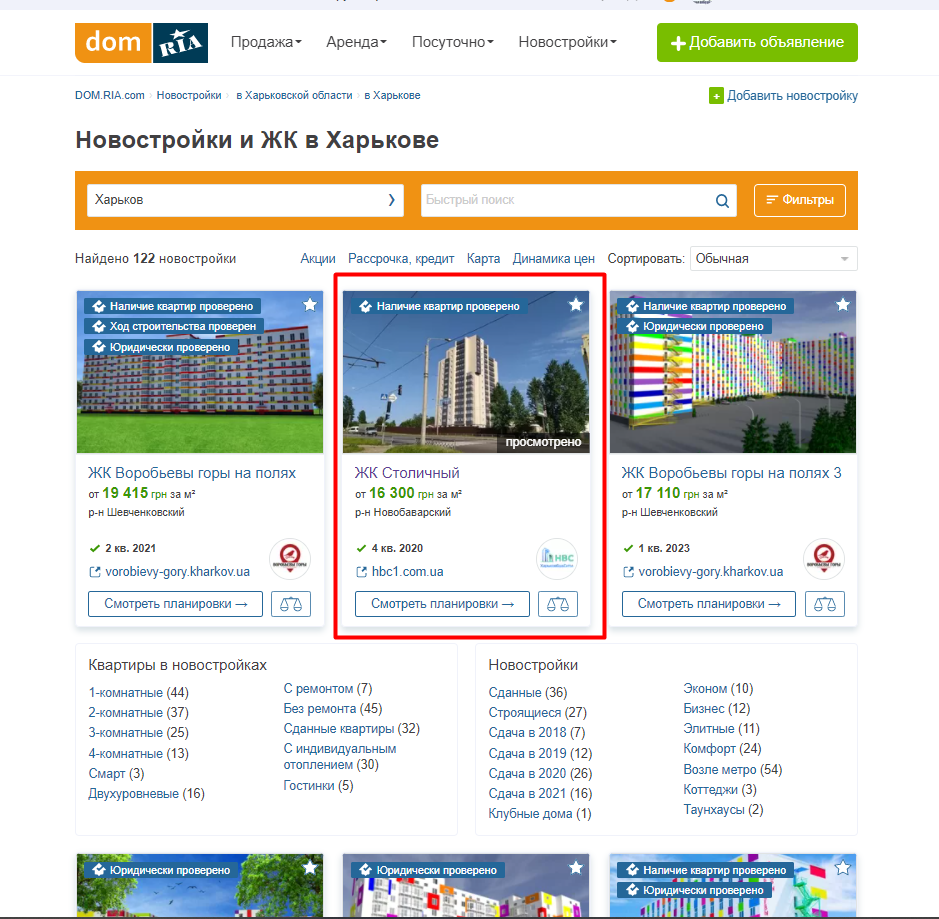 dom RIA
Продажа Аренда Посуточно Новостройки
Добавить объявление
DOM.RIA.com › Новостройки › в Харьковской области › в Харькове
Добавить новостройку
Новостройки и ЖК в Харькове
Харьков
Быстрый поиск
Фильтры
Найдено 122 новостройки
Акции Рассрочка, кредит Карта Динамика цен Сортировать: Обычная
Наличие квартир проверено
Ход строительства проверен
Юридически проверено
ЖК Воробьевы горы на полях
от 19 415 грн за м²
р-н Шевченковский
2 кв. 2021
ВОРОБЬЕВЫ ГОРЫ
vorobievy-gory.kharkov.ua
Смотреть планировки →
Наличие квартир проверено
просмотрено
ЖК Столичный
от 16 300 грн за м²
р-н Новобаварский
4 кв. 2020
НВС
hbc1.com.ua
Смотреть планировки →
Наличие квартир проверено
Юридически проверено
ЖК Воробьевы горы на полях 3
от 17 110 грн за м²
р-н Шевченковский
1 кв. 2023
ВОРОБЬЕВЫ ГОРЫ
vorobievy-gory.kharkov.ua
Смотреть планировки →
Квартиры в новостройках
1-комнатные (44)
2-комнатные (37)
3-комнатные (25)
4-комнатные (13)
Смарт (3)
Двухуровневые (16)
С ремонтом (7)
Без ремонта (45)
Сданные квартиры (32)
С индивидуальным
отоплением (30)
Гостинки (5)
Новостройки
Сданные (36)
Строящиеся (27)
Сдача в 2018 (7)
Сдача в 2019 (12)
Сдача в 2020 (26)
Сдача в 2021 (16)
Клубные дома (1)
Эконом (10)
Бизнес (12)
Элитные (11)
Комфорт (24)
Возле метро (54)
Коттеджи (3)
Таунхаусы (2)
Юридически проверено
Юридически проверено
Наличие квартир проверено
Юридически проверено